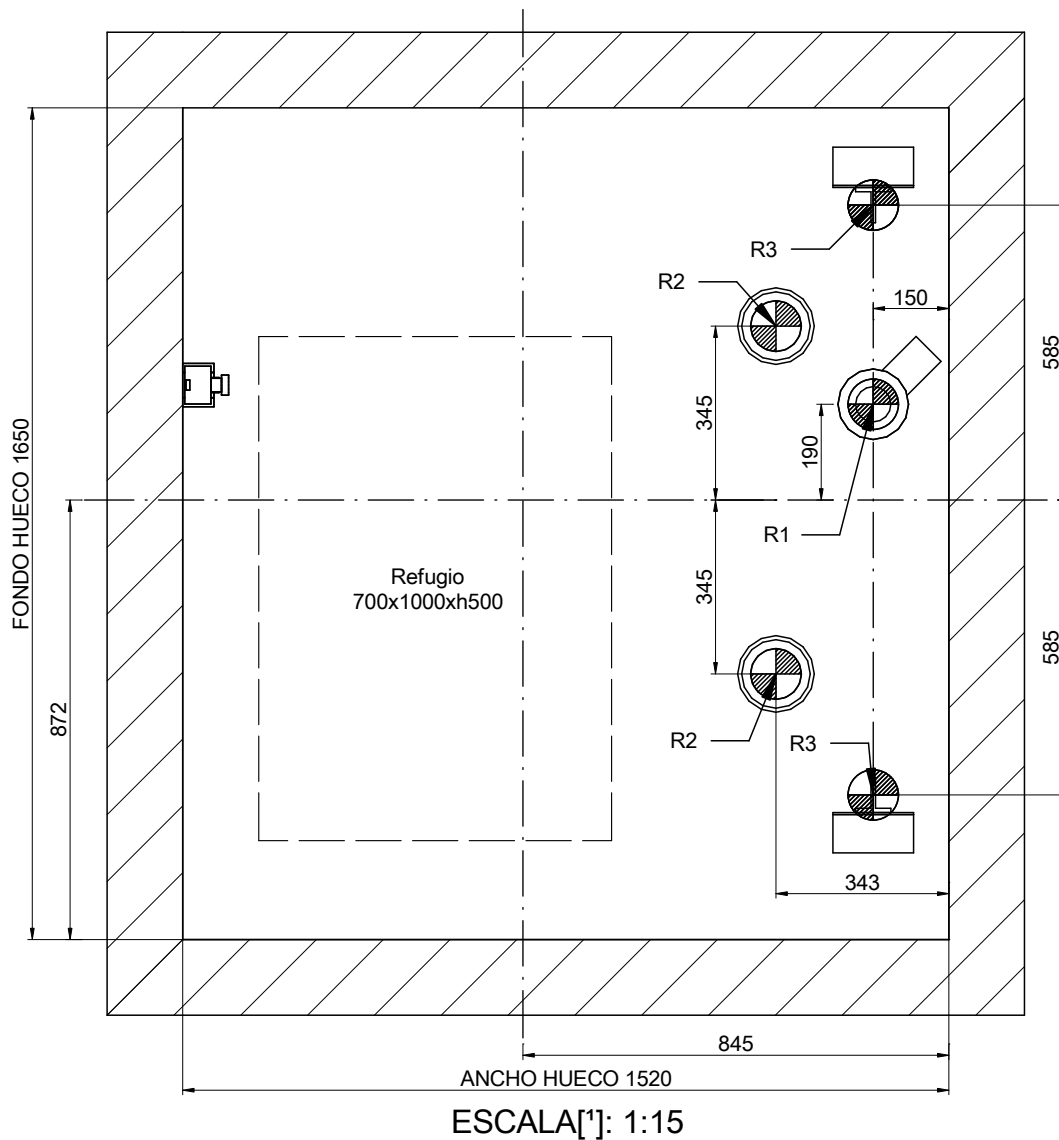 R3
R2
150
585
345
190
FONDO HUECO 1650
R1
Refugio
700x1000xh500
345
585
872
R2
R3
343
845
ANCHO HUECO 1520
ESCALA[¹]: 1:15